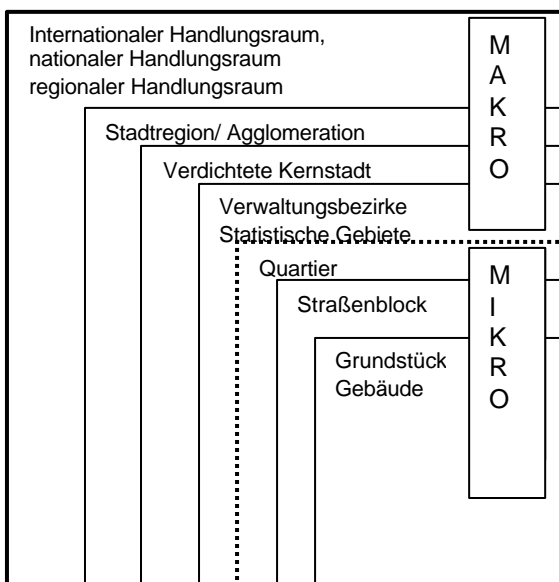 Internationaler Handlungsraum,
nationaler Handlungsraum
regionaler Handlungsraum
Stadtregion/ Agglomeration
Verdichtete Kernstadt
Verwaltungsbezirke
Statistische Gebiete
M
A
K
R
O
Quartier
Straßenblock
Grundstück
Gebäude
M
I
K
R
O